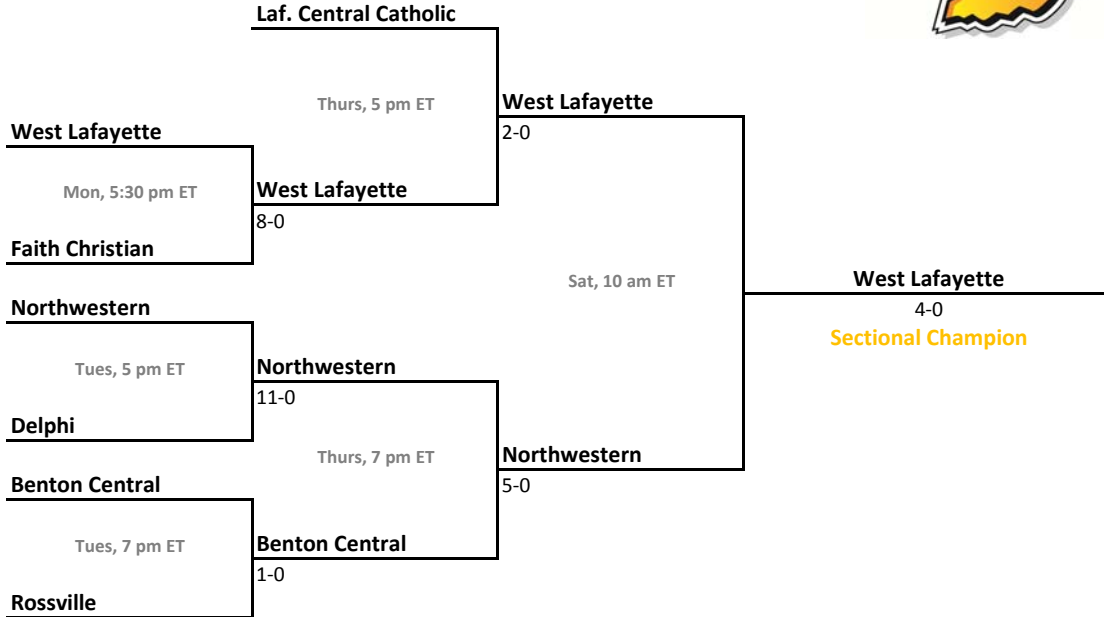 Laf. Central Catholic
Thurs, 5 pm ET
West Lafayette
2-0
West Lafayette
Mon, 5:30 pm ET
West Lafayette
8-0
Faith Christian
Sat, 10 am ET
West Lafayette
4-0
Sectional Champion
Northwestern
Tues, 5 pm ET
Northwestern
11-0
Delphi
Thurs, 7 pm ET
Northwestern
5-0
Benton Central
Tues, 7 pm ET
Benton Central
1-0
Rossville